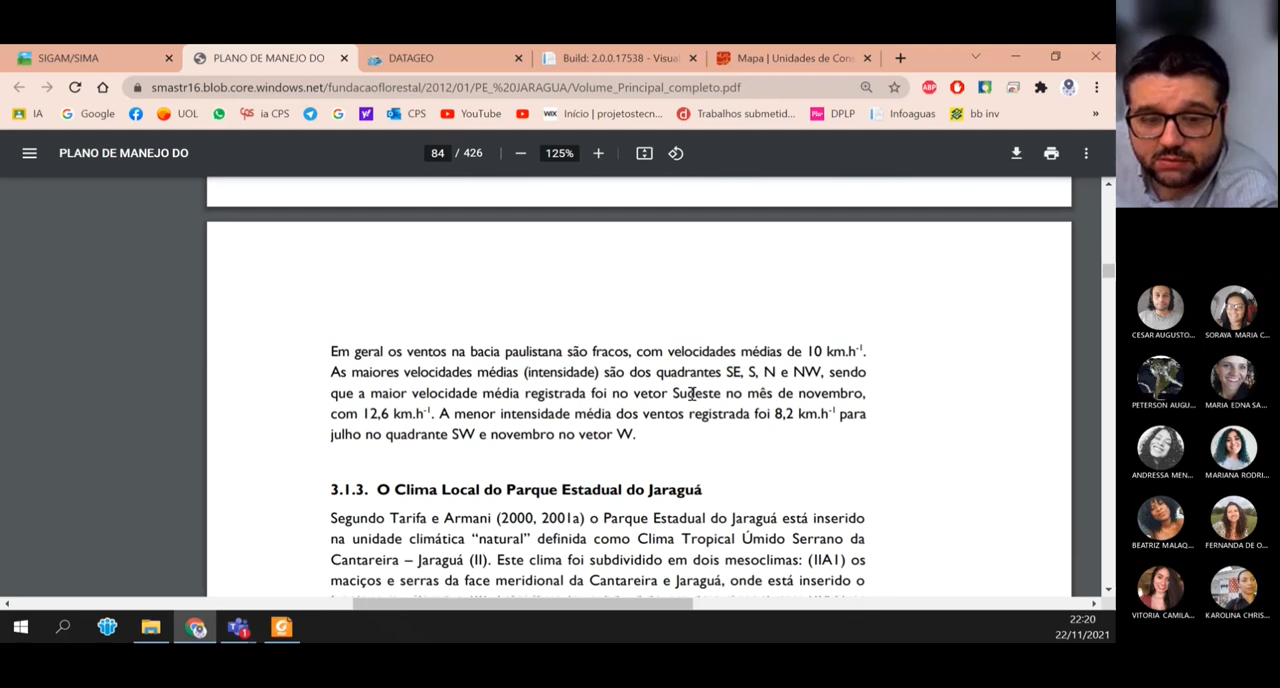 SIGAM/SIMA
PLANO DE MANEJO DO
DATAGEO
Build: 2.0.0.17538 - Visual
Mapa | Unidades de Cons
smastr16.blob.core.windows.net/fundacaoflorestal/2012/01/PE_%20JARAGUA/Volume_Principal_completo.pdf
ABP
IA
Google
UOL
ia CPS
CPS
YouTube
WIX
Início | projetostecn...
Trabalhos submetid...
DPLP
Infoaguas
bb inv
»
PLANO DE MANEJO DO
84 / 426
125%
Em geral os ventos na bacia paulistana são fracos, com velocidades médias de 10 km.h-1.
As maiores velocidades médias (intensidade) são dos quadrantes SE, S, N e NW, sendo
que a maior velocidade média registrada foi no vetor Sudeste no mês de novembro,
com 12,6 km.h-1. A menor intensidade média dos ventos registrada foi 8,2 km.h-1 para
julho no quadrante SW e novembro no vetor W.
3.1.3. O Clima Local do Parque Estadual do Jaraguá
Segundo Tarifa e Armani (2000, 2001a) o Parque Estadual do Jaraguá está inserido
na unidade climática “natural” definida como Clima Tropical Úmido Serrano da
Cantareira – Jaraguá (II). Este clima foi subdividido em dois mesoclimas: (IIA1) os
maciços e serras da face meridional da Cantareira e Jaraguá, onde está inserido o
22:20
22/11/2021
CESAR AUGUSTO...
SORAYA MARIA C...
PETERSON AUGU...
MARIA EDNA SA...
ANDRESSA MEN...
MARIANA RODRI...
BEATRIZ MALAQ...
FERNANDA DE O...
VITORIA CAMILA...
KAROLINA CHRIS...